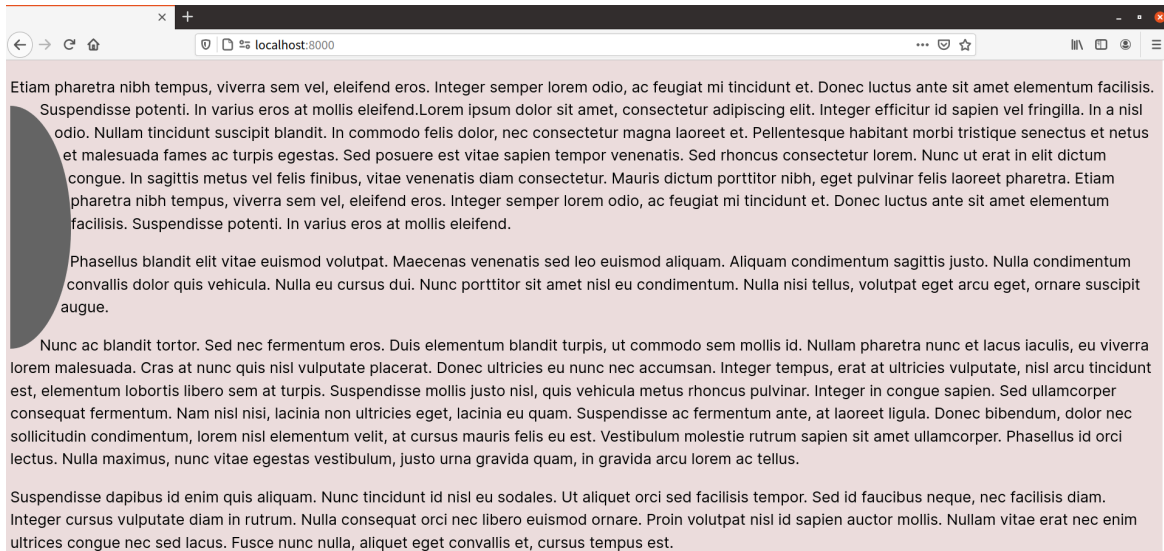 localhost:8000
Etiam pharetra nibh tempus, viverra sem vel, eleifend eros. Integer semper lorem odio, ac feugiat mi tincidunt et. Donec luctus ante sit amet elementum facilisis.
Suspendisse potenti. In varius eros at mollis eleifend.Lorem ipsum dolor sit amet, consectetur adipiscing elit. Integer efficitur id sapien vel fringilla. In a nisl
odio. Nullam tincidunt suscipit blandit. In commodo felis dolor, nec consectetur magna laoreet et. Pellentesque habitant morbi tristique senectus et netus
et malesuada fames ac turpis egestas. Sed posuere est vitae sapien tempor venenatis. Sed rhoncus consectetur lorem. Nunc ut erat in elit dictum
congue. In sagittis metus vel felis finibus, vitae venenatis diam consectetur. Mauris dictum porttitor nibh, eget pulvinar felis laoreet pharetra. Etiam
pharetra nibh tempus, viverra sem vel, eleifend eros. Integer semper lorem odio, ac feugiat mi tincidunt et. Donec luctus ante sit amet elementum
facilisis. Suspendisse potenti. In varius eros at mollis eleifend.
Phasellus blandit elit vitae euismod volutpat. Maecenas venenatis sed leo euismod aliquam. Aliquam condimentum sagittis justo. Nulla condimentum
convallis dolor quis vehicula. Nulla eu cursus dui. Nunc porttitor sit amet nisl eu condimentum. Nulla nisi tellus, volutpat eget arcu eget, ornare suscipit
augue.
Nunc ac blandit tortor. Sed nec fermentum eros. Duis elementum blandit turpis, ut commodo sem mollis id. Nullam pharetra nunc et lacus iaculis, eu viverra
lorem malesuada. Cras at nunc quis nisl vulputate placerat. Donec ultricies eu nunc nec accumsan. Integer tempus, erat at ultricies vulputate, nisl arcu tincidunt
est, elementum lobortis libero sem at turpis. Suspendisse mollis justo nisl, quis vehicula metus rhoncus pulvinar. Integer in congue sapien. Sed ullamcorper
consequat fermentum. Nam nisl nisi, lacinia non ultricies eget, lacinia eu quam. Suspendisse ac fermentum ante, at laoreet ligula. Donec bibendum, dolor nec
sollicitudin condimentum, lorem nisl elementum velit, at cursus mauris felis eu est. Vestibulum molestie rutrum sapien sit amet ullamcorper. Phasellus id orci
lectus. Nulla maximus, nunc vitae egestas vestibulum, justo urna gravida quam, in gravida arcu lorem ac tellus.
Suspendisse dapibus id enim quis aliquam. Nunc tincidunt id nisl eu sodales. Ut aliquet orci sed facilisis tempor. Sed id faucibus neque, nec facilisis diam.
Integer cursus vulputate diam in rutrum. Nulla consequat orci nec libero euismod ornare. Proin volutpat nisl id sapien auctor mollis. Nullam vitae erat nec enim
ultrices congue nec sed lacus. Fusce nunc nulla, aliquet eget convallis et, cursus tempus est.